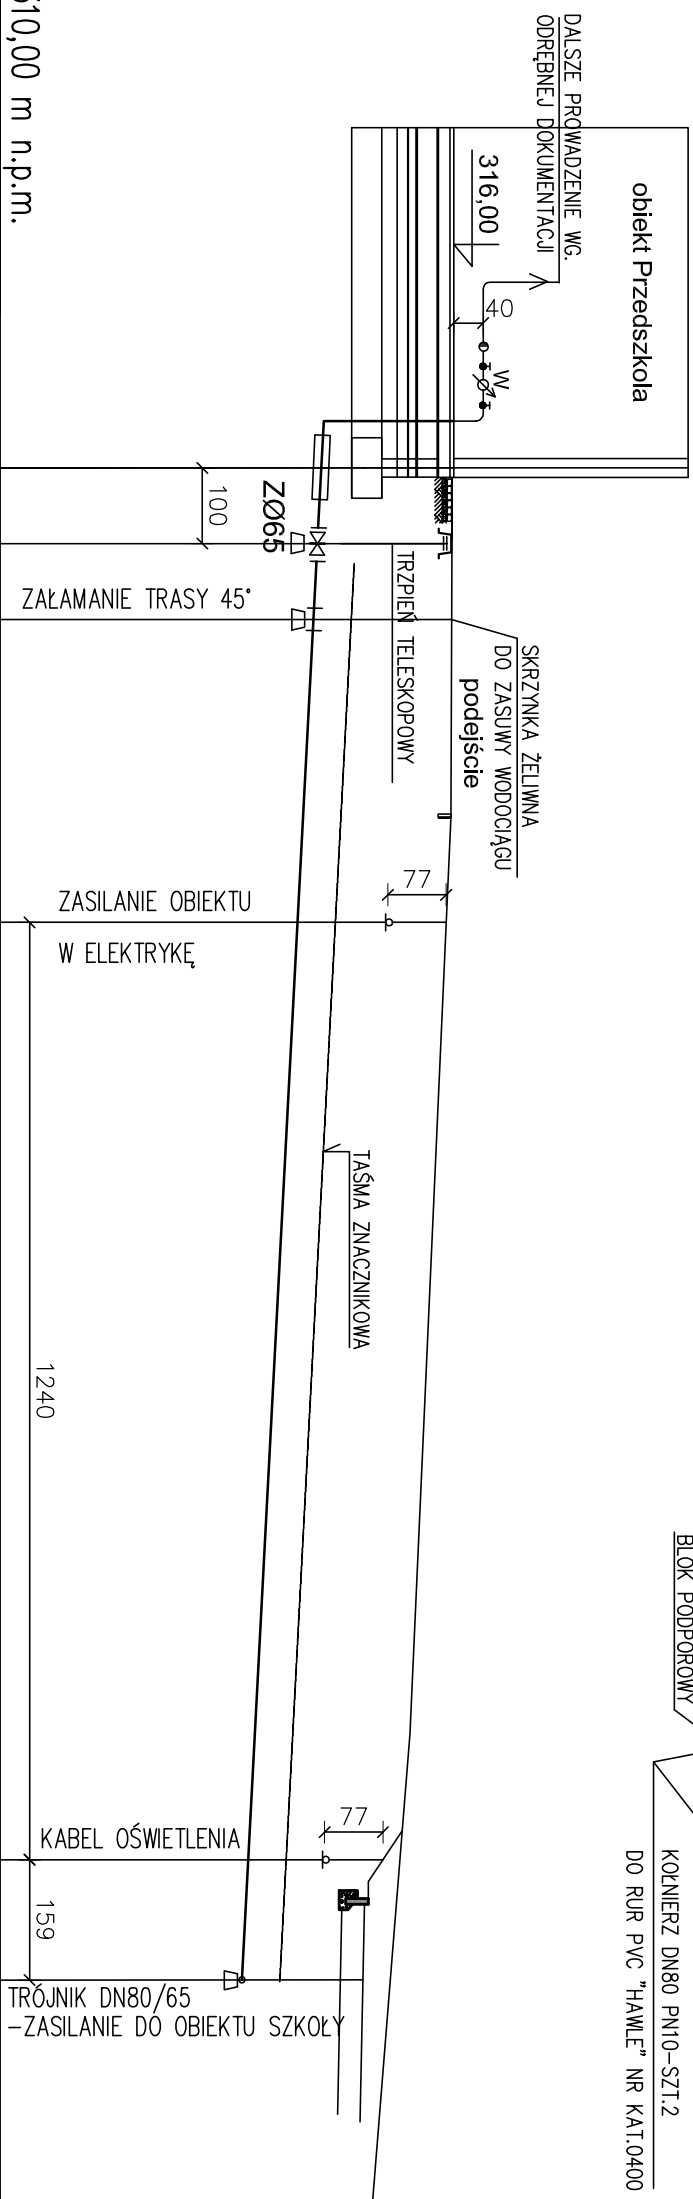 DALSZE PROWADZENIE WG.
ODRĘBNEJ DOKUMENTACJI
obiekt Przedszkola
316,00
40
W
100
ZØ65
ZAŁAMANIE TRASY 45°
TRZPIEŃ TELESKOPOWY
SKRZYNKA ŻELIWNA
DO ZASUWY WODOCIĄGU
podejście
77
ZASILANIE OBIEKTU
W ELEKTRYKĘ
TAŚMA ZNACZNIKOWA
1240
BLOK PODPOROWY
KOŁNIERZ DN80 PN10-SZT.2
DO RUR PVC "HAWLE" NR KAT.0400
77
KABEL OŚWIETLENIA
159
TRÓJNIK DN80/65
-ZASILANIE DO OBIEKTU SZKOŁY
10,00 m n.p.m.